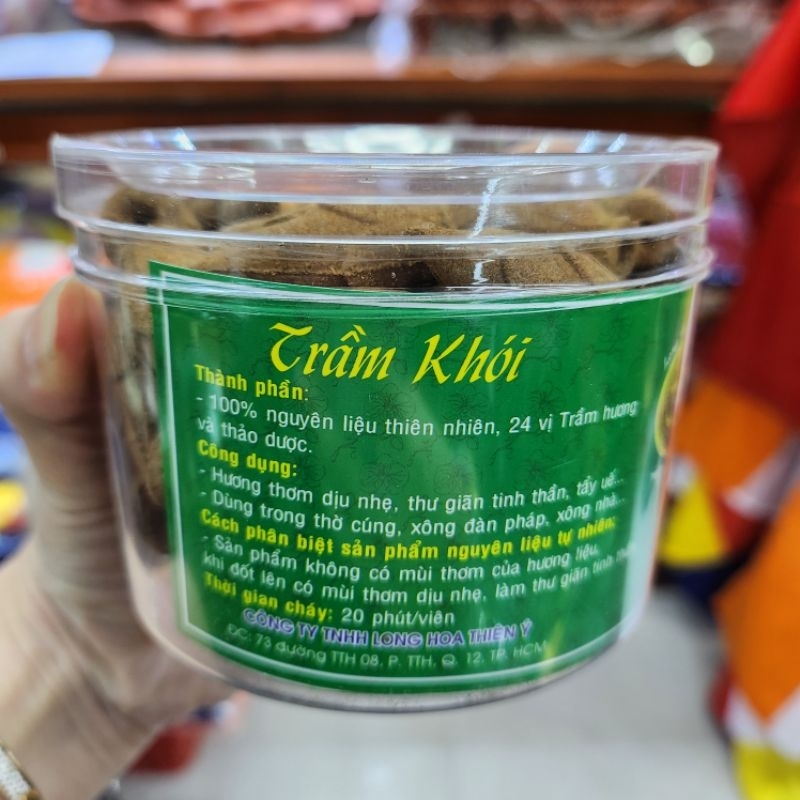 Trầm Khói
Thành phần:
- 100% nguyên liệu thiên nhiên, 24 vị Trầm hương
và thảo dược.
Công dụng:
- Hương thơm dịu nhẹ, thư giãn tinh thần, tẩy uế...
- Dùng trong thờ cúng, xông đàn pháp, xông nhà...
Cách phân biệt sản phẩm nguyên liệu tự nhiên:
- Sản phẩm không có mùi thơm của hương liệu,
khi đốt lên có mùi thơm dịu nhẹ, làm thư giãn tinh thần.
Thời gian cháy: 20 phút/viên
CÔNG TY TNHH LONG HOA THIÊN Ý
ĐC: 73 đường TTH 08, P. TTH, Q. 12, TP. HCM